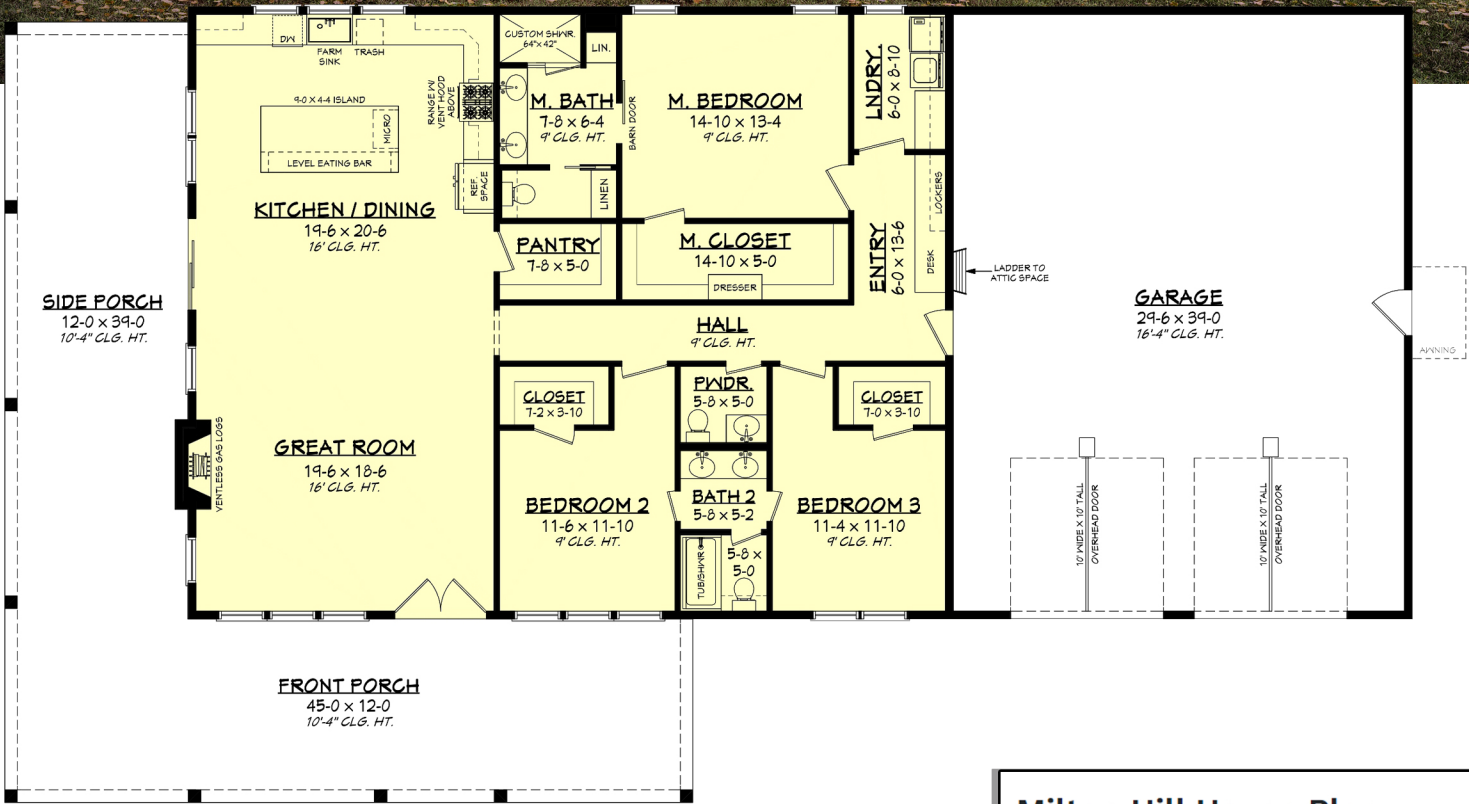 DW
FARM
SINK
TRASH
9-0 X 4-4 ISLAND
MICRO
LEVEL EATING BAR
RANGE W/
VENT HOOD
ABOVE
REF.
SPACE
KITCHEN / DINING
19-6 x 20-6
16' CLG. HT.
CUSTOM SHWR.
64"x 42"
LIN.
M. BATH
7-8 x 6-4
9' CLG. HT.
BARN DOOR
LINEN
M. BEDROOM
14-10 x 13-4
9' CLG. HT.
LNDRY.
6-0 x 8-10
PANTRY
7-8 x 5-0
M. CLOSET
14-10 x 5-0
DRESSER
ENTRY
6-0 x 13-6
LOCKERS
DESK
LADDER TO
ATTIC SPACE
SIDE PORCH
12-0 x 39-0
10'-4" CLG. HT.
GARAGE
29-6 x 39-0
16'-4" CLG. HT.
AWNING
HALL
9' CLG. HT.
CLOSET
7-2 x 3-10
PWDR.
5-8 x 5-0
CLOSET
7-0 x 3-10
VENTLESS GAS LOGS
GREAT ROOM
19-6 x 18-6
16' CLG. HT.
BEDROOM 2
11-6 x 11-10
9' CLG. HT.
BATH 2
5-8 x 5-2
BEDROOM 3
11-4 x 11-10
9' CLG. HT.
TUB/SHWR
5-8 x
5-0
10' WIDE X 10' TALL
OVERHEAD DOOR
10' WIDE X 10' TALL
OVERHEAD DOOR
FRONT PORCH
45-0 x 12-0
10'-4" CLG. HT.